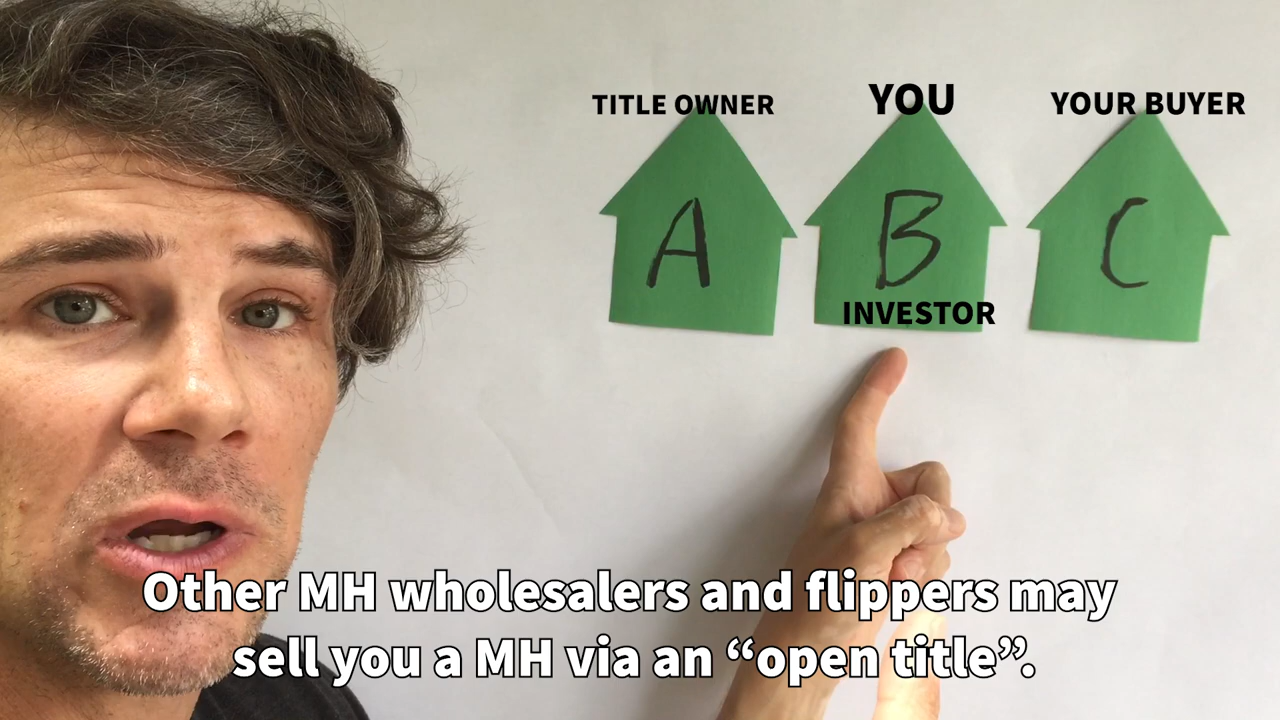 TITLE OWNER
YOU
YOUR BUYER
A
B
C
INVESTOR
Other MH wholesalers and flippers may
sell you a MH via an “open title”.